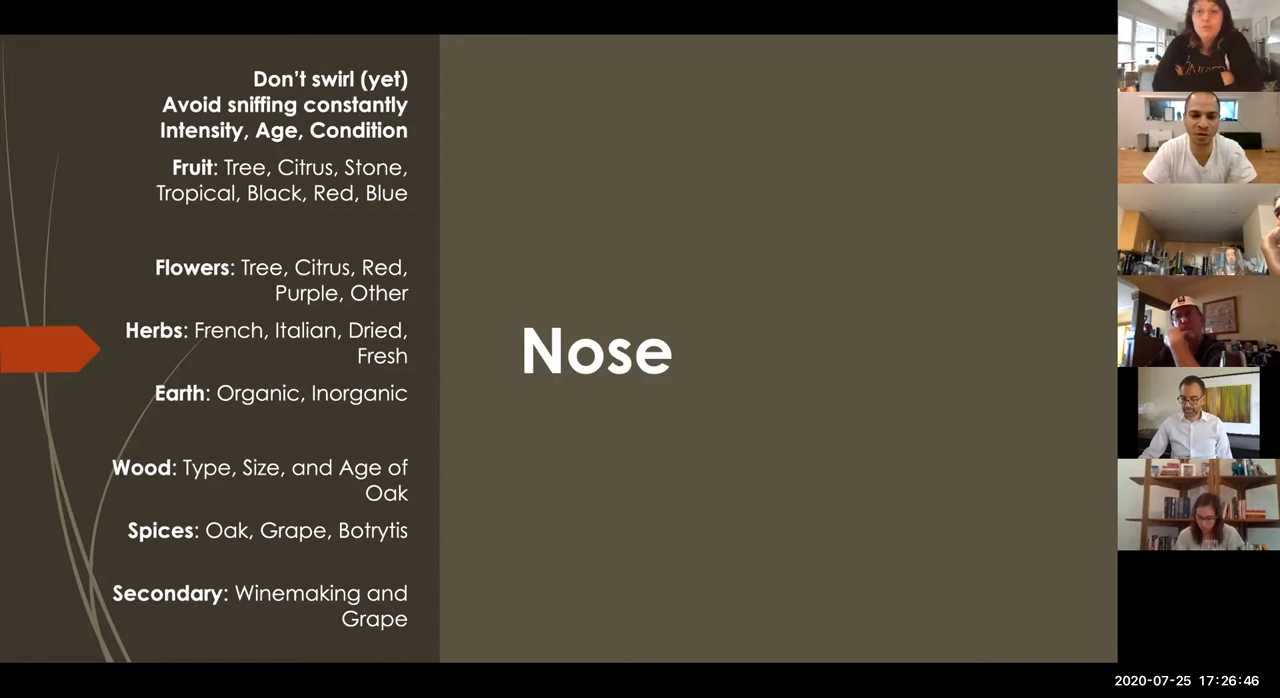 Don't swirl (yet)
Avoid sniffing constantly
Intensity, Age, Condition
Fruit: Tree, Citrus, Stone,
Tropical, Black, Red, Blue
Flowers: Tree, Citrus, Red,
Purple, Other
Herbs: French, Italian, Dried,
Fresh
Earth: Organic, Inorganic
Wood: Type, Size, and Age of
Oak
Spices: Oak, Grape, Botrytis
Secondary: Winemaking and
Grape
Nose
2020-07-25 17:26:46